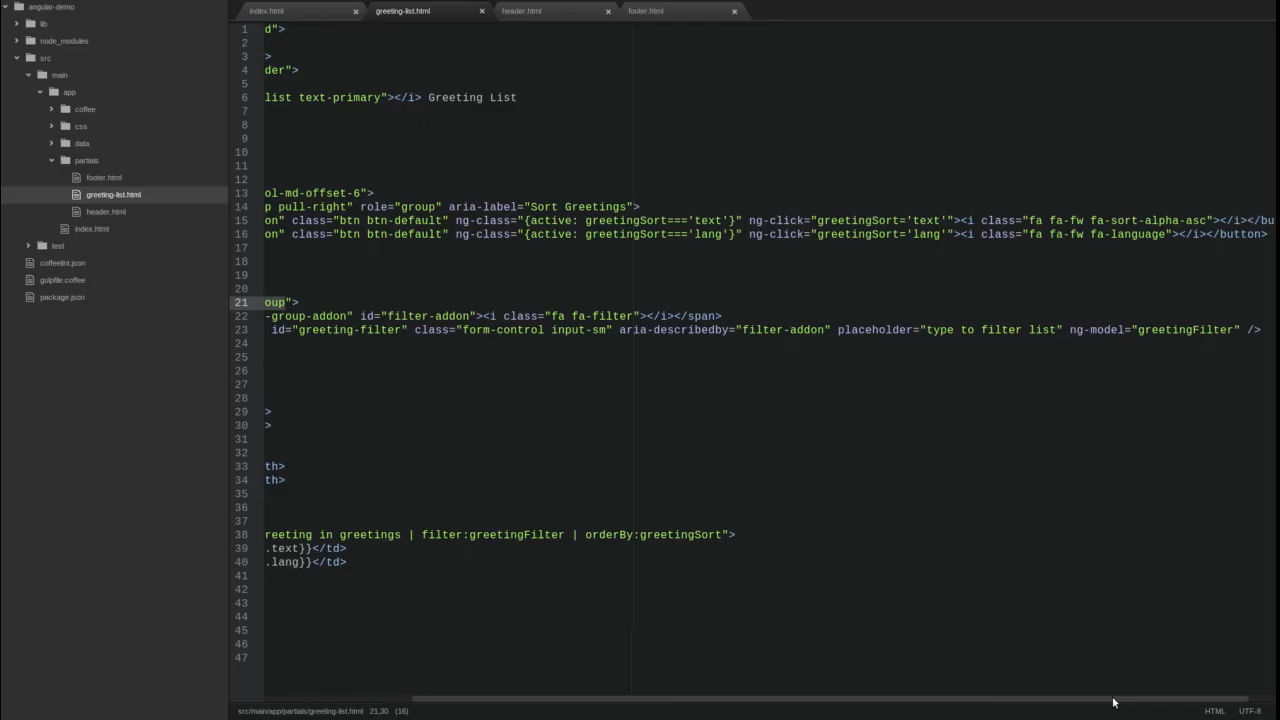 angular-demo
lib
node_modules
src
main
app
coffee
css
data
partials
footer.html
greeting-list.html
header.html
index.html
test
coffeelint.json
gulpfile.coffee
package.json
index.html
greeting-list.html
header.html
footer.html
1 d">
2
3 >
4 der">
5
6 list text-primary"></i> Greeting List
7
8
9
10
11
12
13 ol-md-offset-6">
14 p pull-right" role="group" aria-label="Sort Greetings">
15 on" class="btn btn-default" ng-class="{active: greetingSort==='text'}" ng-click="greetingSort='text'"><i class="fa fa-fw fa-sort-alpha-asc"></i></bu
16 on" class="btn btn-default" ng-class="{active: greetingSort==='lang'}" ng-click="greetingSort='lang'"><i class="fa fa-fw fa-language"></i></button>
17
18
19
20
21 oup">
22 -group-addon" id="filter-addon"><i class="fa fa-filter"></i></span>
23 id="greeting-filter" class="form-control input-sm" aria-describedby="filter-addon" placeholder="type to filter list" ng-model="greetingFilter" />
24
25
26
27
28
29 >
30 >
31
32
33 th>
34 th>
35
36
37
38 reeting in greetings | filter:greetingFilter | orderBy:greetingSort">
39 .text}}</td>
40 .lang}}</td>
41
42
43
44
45
46
47
src/main/app/partials/greeting-list.html 21,30 (16)
HTML UTF-8